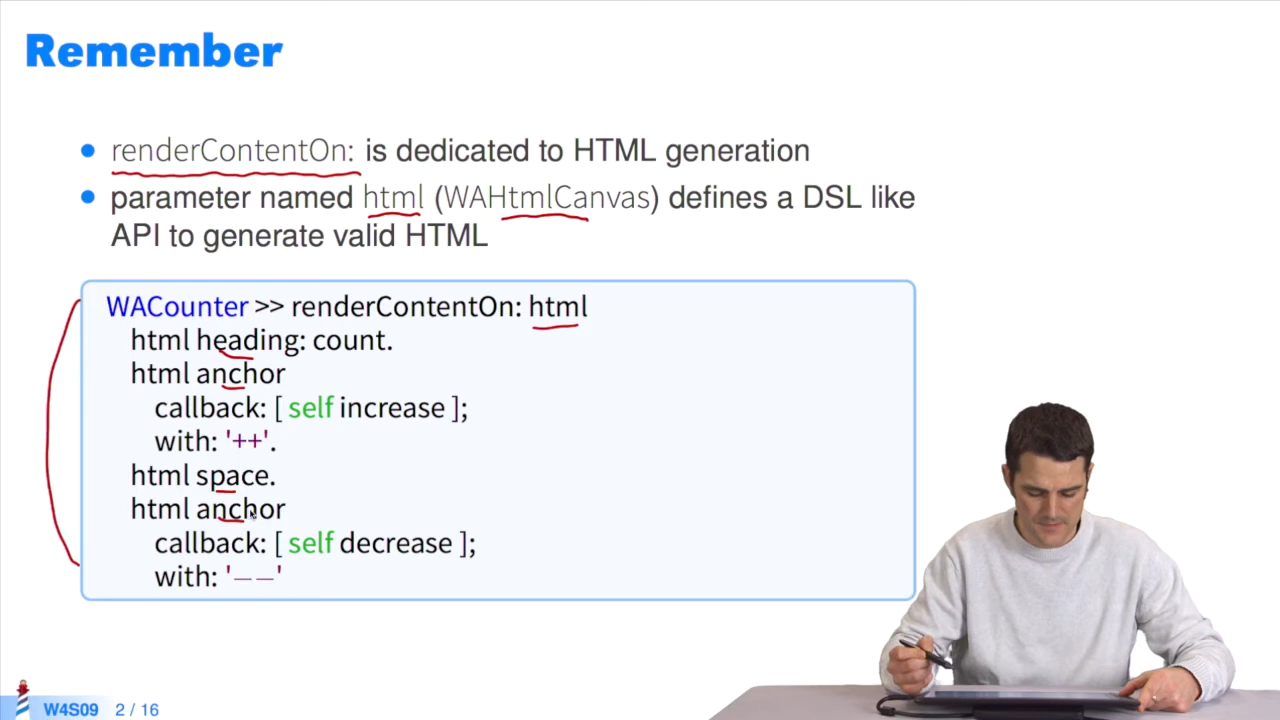 Remember
• renderContentOn: is dedicated to HTML generation
• parameter named html (WAHtmlCanvas) defines a DSL like
API to generate valid HTML
WACounter >> renderContentOn: html
html heading: count.
html anchor
callback: [ self increase ];
with: '++'.
html space.
html anchor
callback: [ self decrease ];
with: '−−'
W4S09 2 / 16